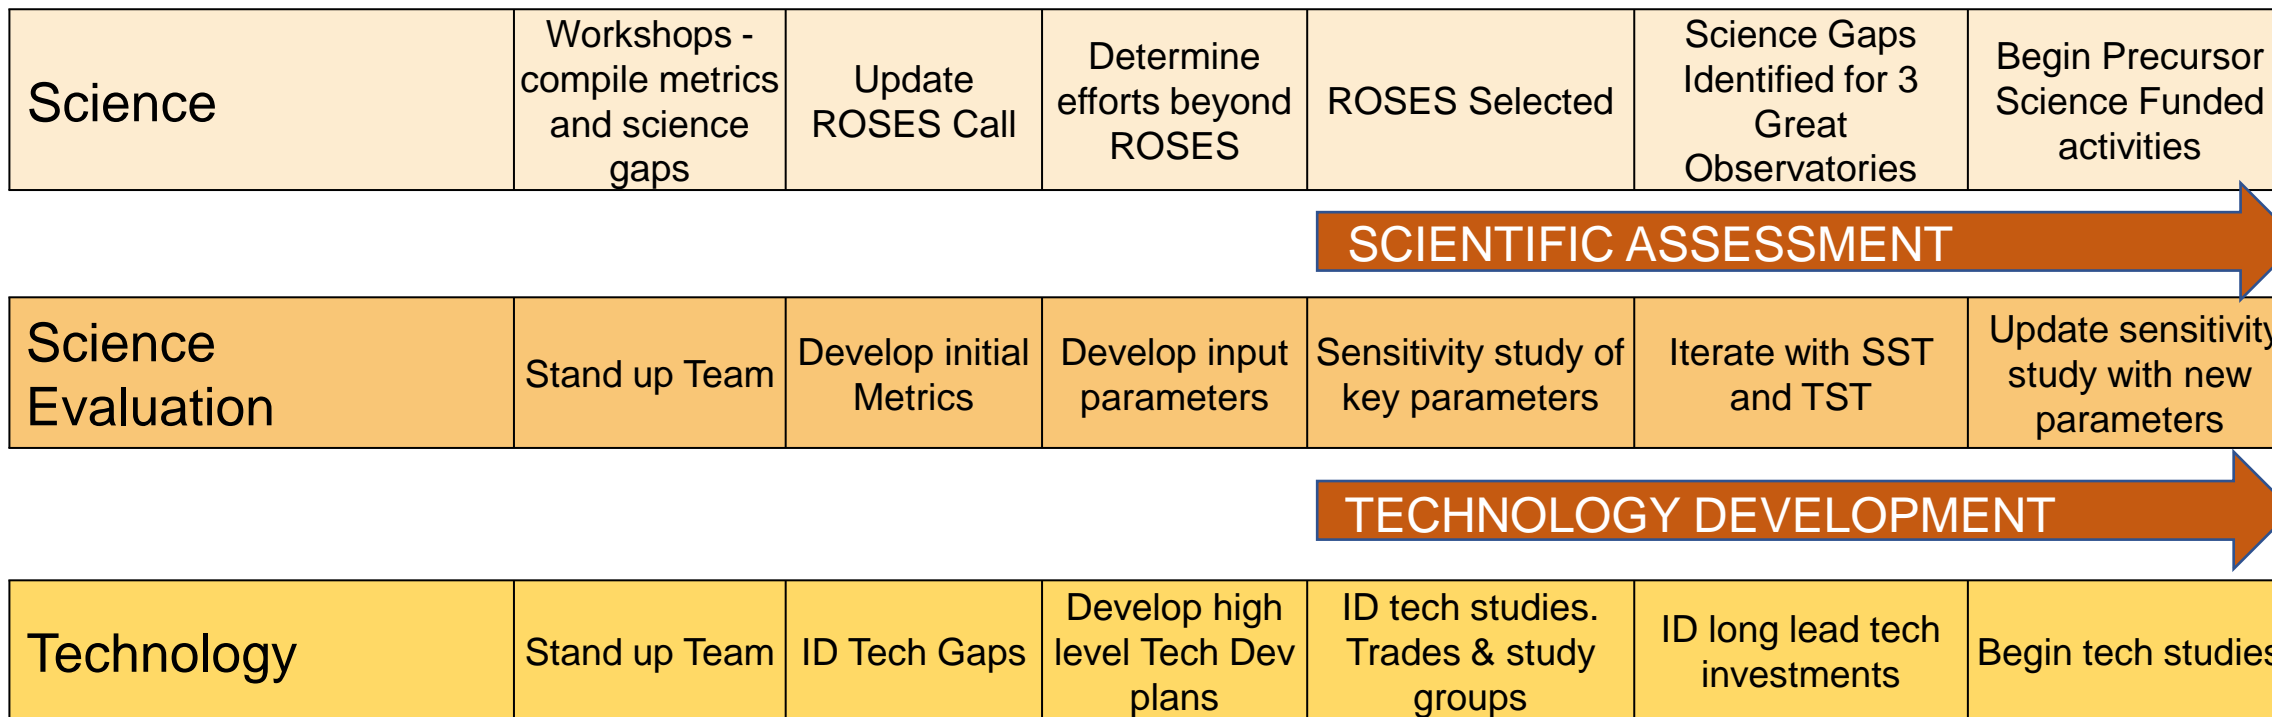 Science
Workshops -
compile metrics
and science
gaps
Update
ROSES Call
Determine
efforts beyond
ROSES
ROSES Selected
Science Gaps
Identified for 3
Great
Observatories
Begin Precursor
Science Funded
activities
SCIENTIFIC ASSESSMENT
Science
Evaluation
Stand up Team
Develop initial
Metrics
Develop input
parameters
Sensitivity study of
key parameters
Iterate with SST
and TST
Update sensitivity
study with new
parameters
TECHNOLOGY DEVELOPMENT
Technology
Stand up Team
ID Tech Gaps
Develop high
level Tech Dev
plans
ID tech studies.
Trades & study
groups
ID long lead tech
investments
Begin tech studies